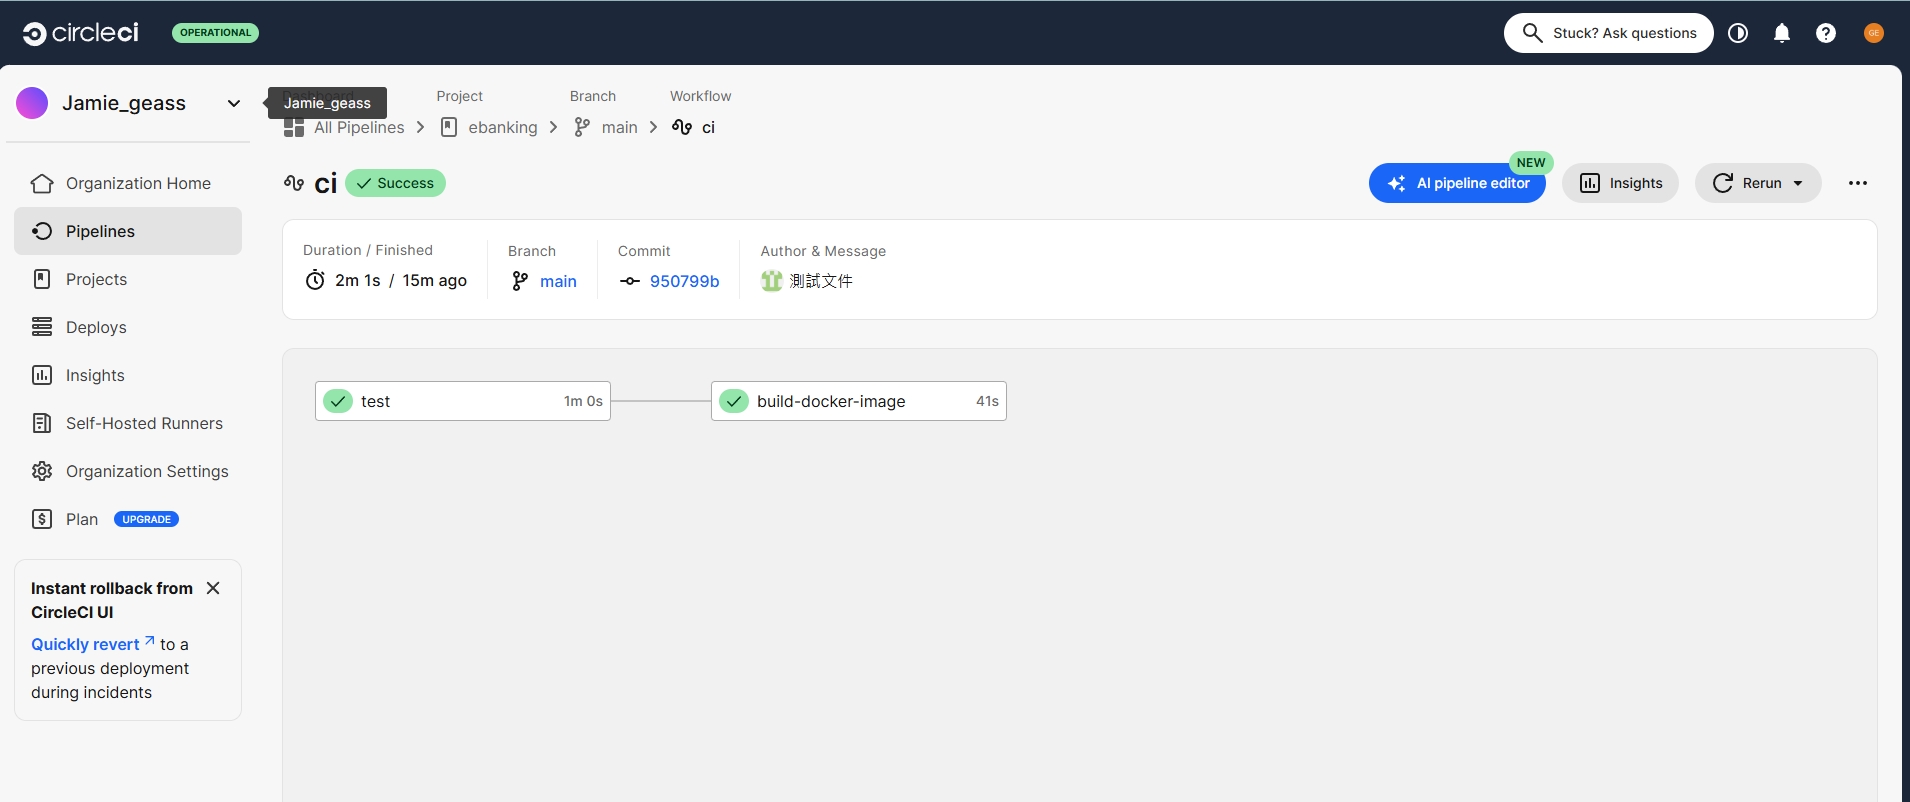 circleci OPERATIONAL Stuck? Ask questions GE
Jamie_geass
Jamie_geass
Project Branch Workflow
All Pipelines ebanking main ci
ci Success
NEW
AI pipeline editor Insights Rerun
Organization Home
Pipelines
Projects
Deploys
Insights
Self-Hosted Runners
Organization Settings
Plan UPGRADE
Instant rollback from
CircleCI UI
Quickly revert to a
previous deployment
during incidents
Duration / Finished Branch Commit Author & Message
2m 1s / 15m ago main 950799b 測試文件
test 1m 0s build-docker-image 41s